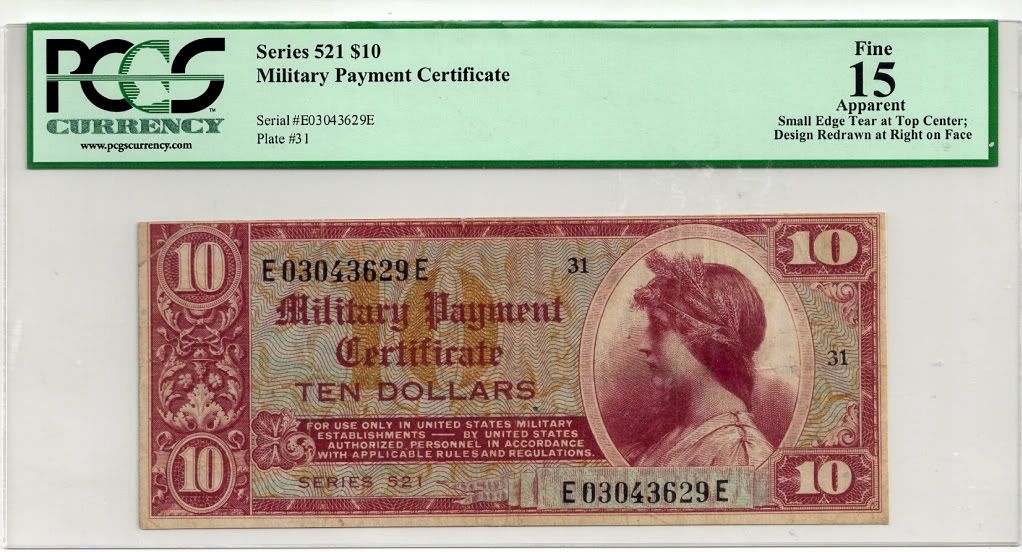 PCGS
CURRENCY
www.pcgscurrency.com
Series 521 $10
Military Payment Certificate
Serial #E03043629E
Plate #31
Fine
15
Apparent
Small Edge Tear at Top Center;
Design Redrawn at Right on Face
10
10
E03043629E 31
Military Payment
Certificate
TEN DOLLARS
31
FOR USE ONLY IN UNITED STATES MILITARY
ESTABLISHMENTS — BY UNITED STATES
AUTHORIZED PERSONNEL IN ACCORDANCE
WITH APPLICABLE RULES AND REGULATIONS.
10
SERIES 521
E03043629E
10